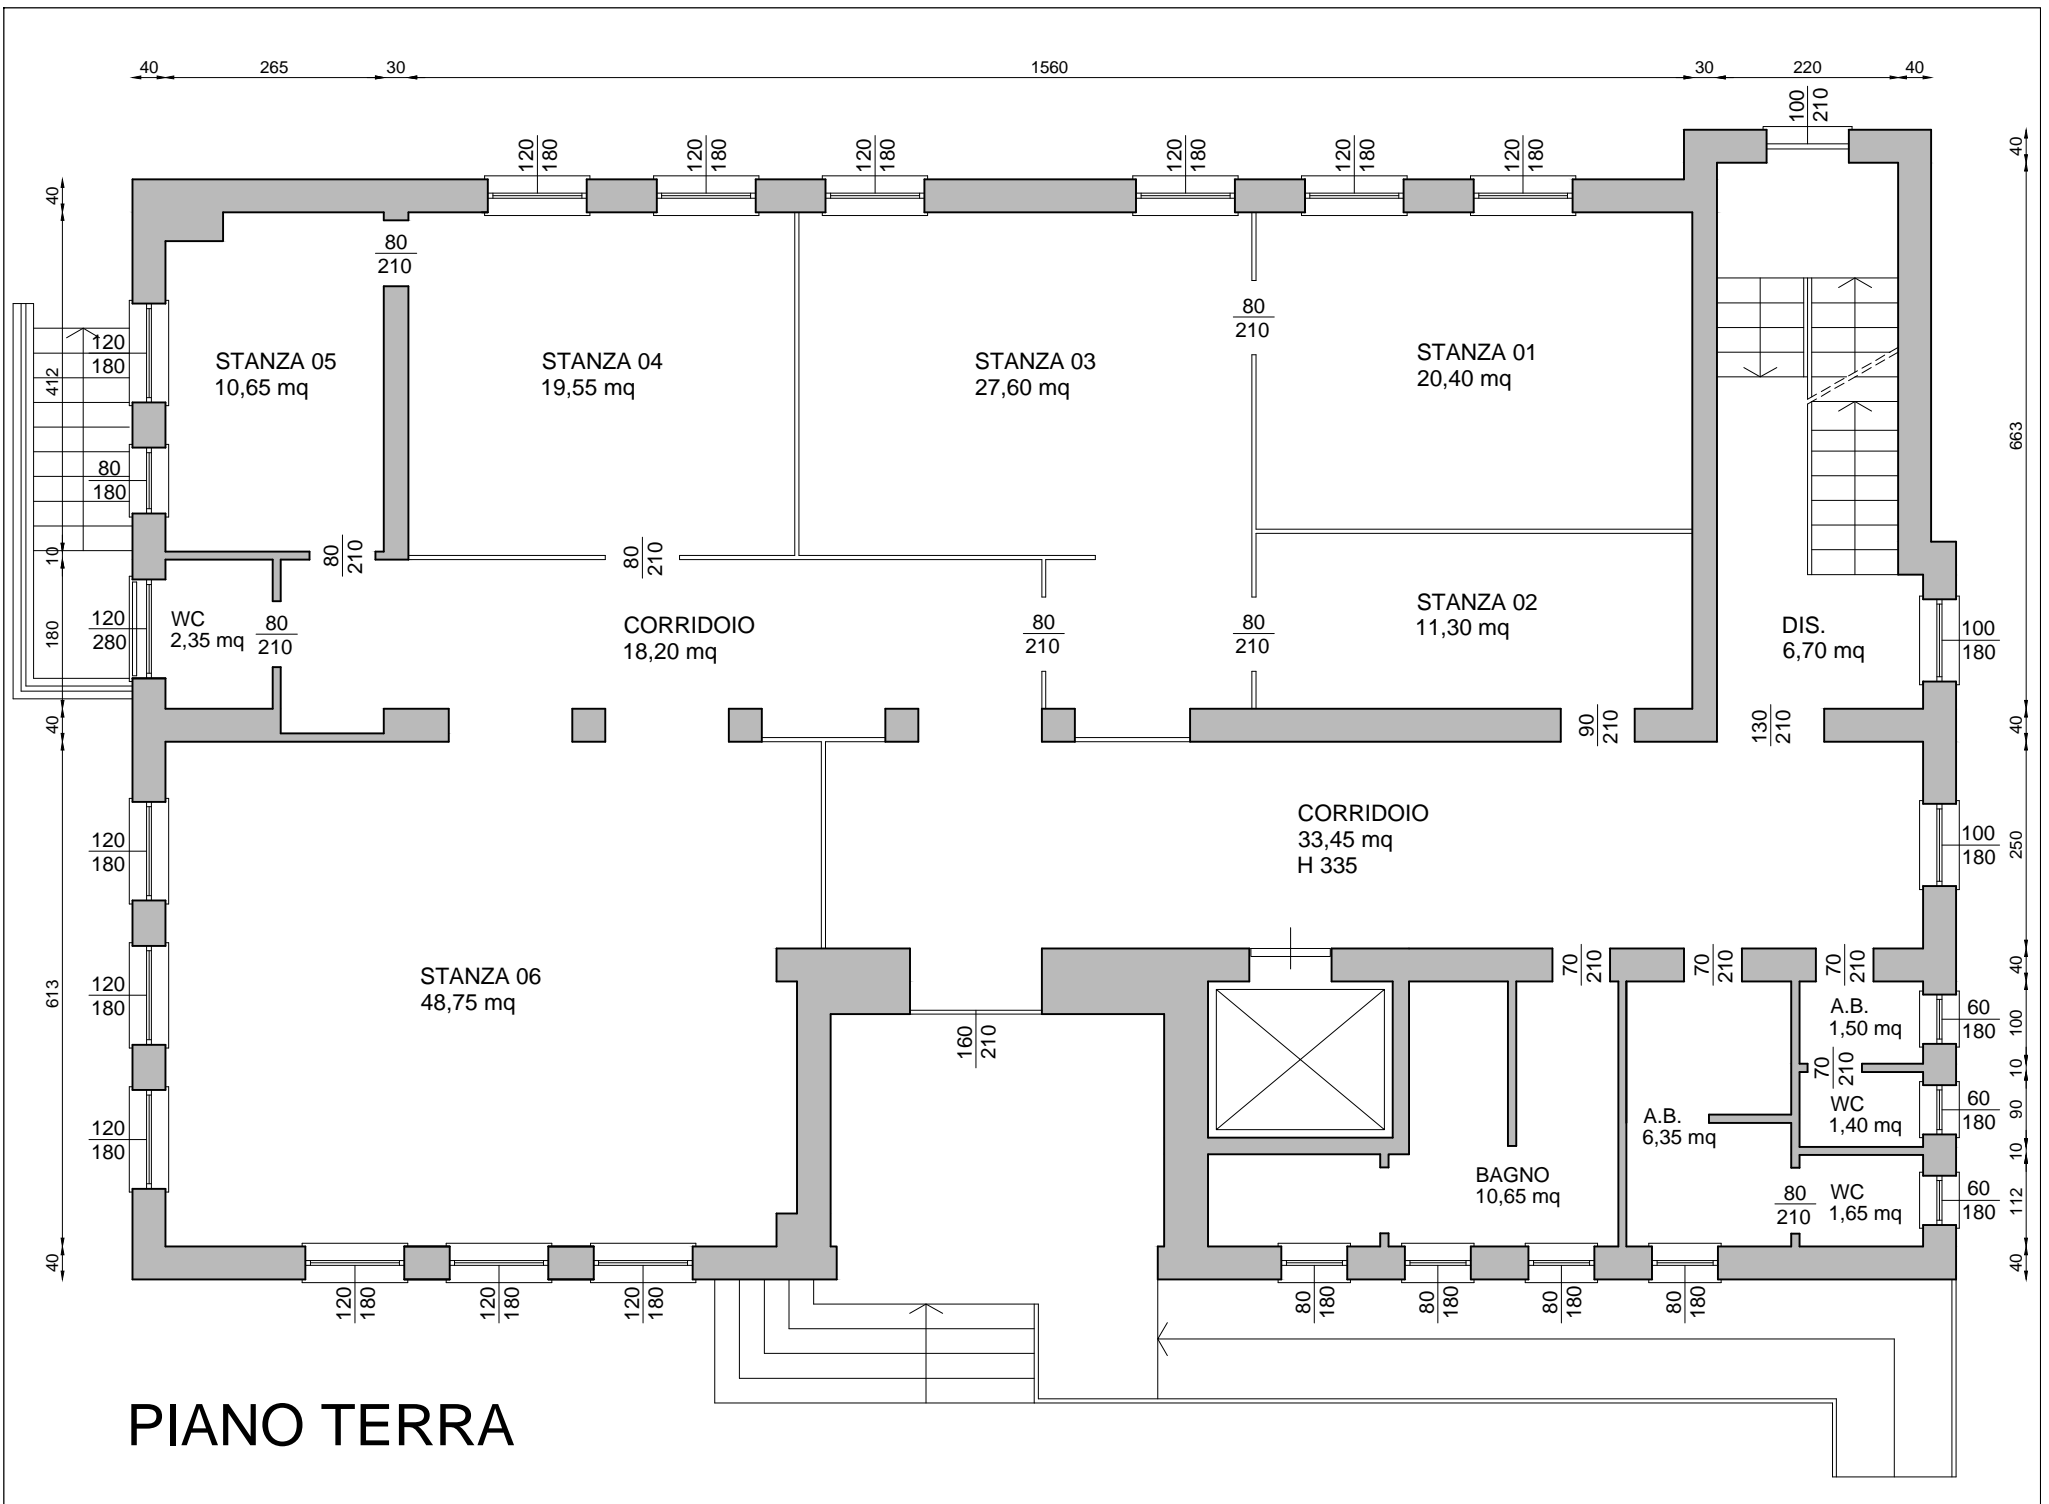 40 265 30 1560 30 220 40
100 210
120 180
120 180
120 180
120 180
120 180
120 180
40
40
80
210
80
210
120
180
412
STANZA 05
10,65 mq
STANZA 04
19,55 mq
STANZA 03
27,60 mq
STANZA 01
20,40 mq
663
80
180
10
80 210
80 210
120
280
180
WC
2,35 mq
80
210
CORRIDOIO
18,20 mq
80
210
80
210
STANZA 02
11,30 mq
DIS.
6,70 mq
100
180
40
90 210
130 210
40
120
180
CORRIDOIO
33,45 mq
H 335
100
180
250
613
120
180
STANZA 06
48,75 mq
160 210
70 210
70 210
70 210
40
A.B.
1,50 mq
60
180
100
70 210
10
120
180
A.B.
6,35 mq
WC
1,40 mq
60
180
90
10
BAGNO
10,65 mq
80
210
WC
1,65 mq
60
180
112
40
40
120 180
120 180
120 180
80 180
80 180
80 180
80 180
PIANO TERRA